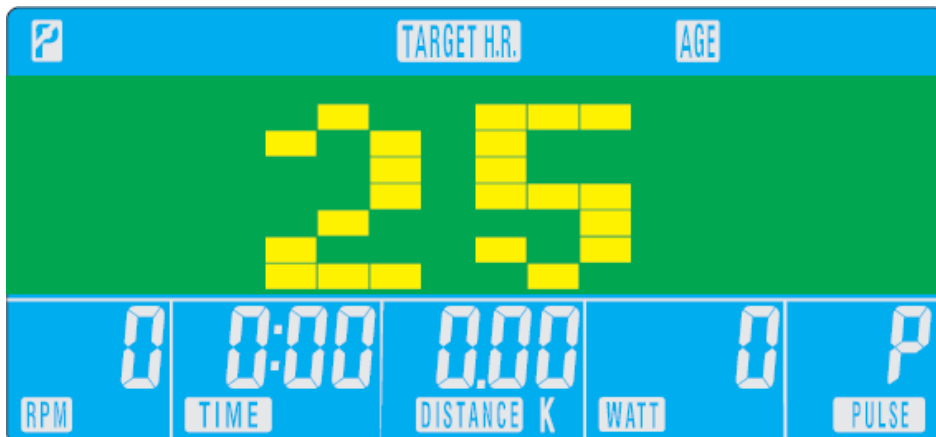 P TARGET H.R. AGE
25
0 0:00 0.00 0 P
RPM TIME DISTANCE K WATT PULSE